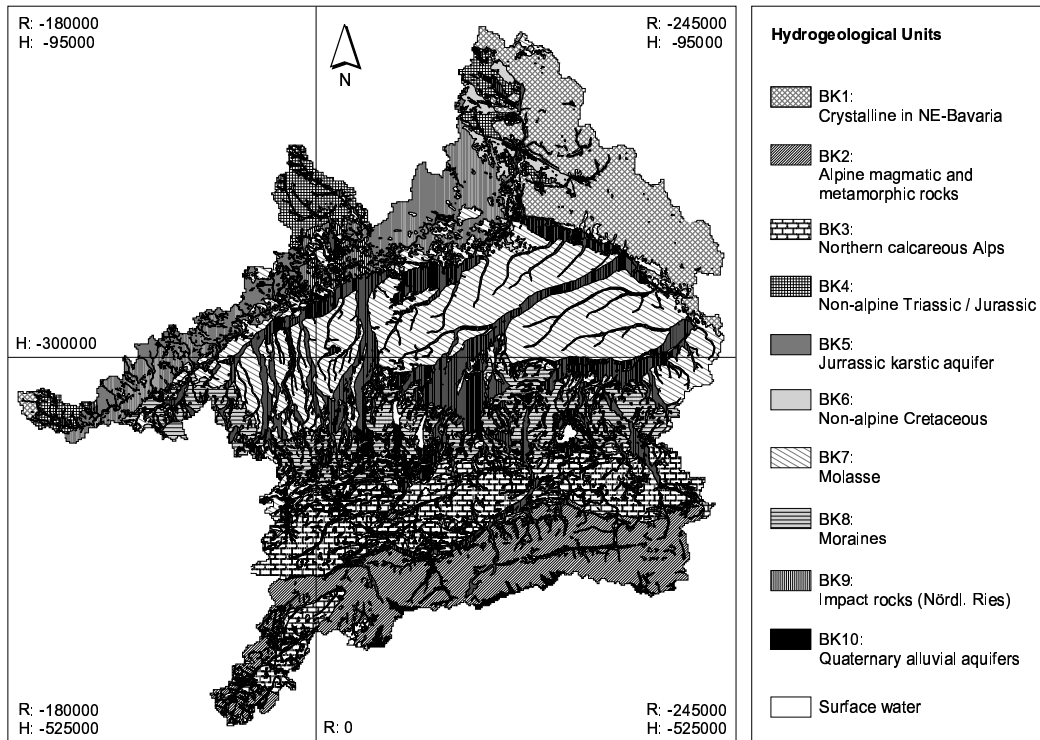 R: -180000
H: -95000
R: -245000
H: -95000
N
H: -300000
R: -180000
H: -525000
R: 0
R: -245000
H: -525000
Hydrogeological Units
BK1:
Crystalline in NE-Bavaria
BK2:
Alpine magmatic and
metamorphic rocks
BK3:
Northern calcareous Alps
BK4:
Non-alpine Triassic / Jurassic
BK5:
Jurrassic karstic aquifer
BK6:
Non-alpine Cretaceous
BK7:
Molasse
BK8:
Moraines
BK9:
Impact rocks (Nördl. Ries)
BK10:
Quaternary alluvial aquifers
Surface water